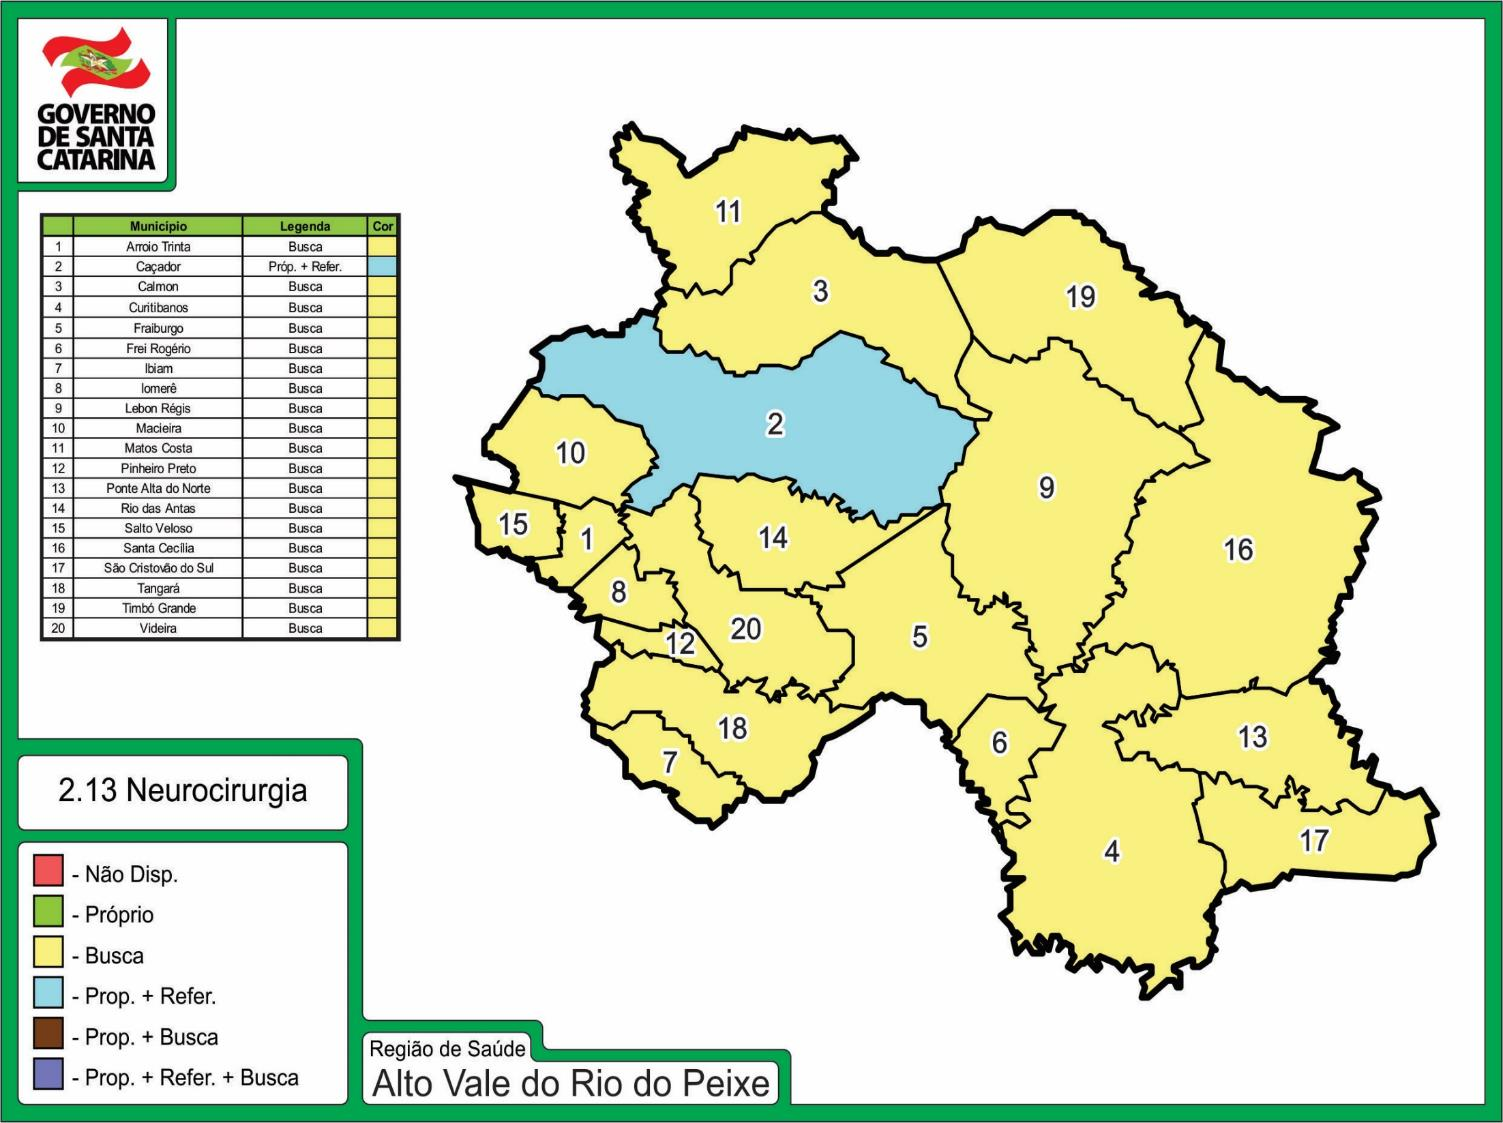 GOVERNO
DE SANTA
CATARINA
Município Legenda Cor
1 Arroio Trinta Busca
2 Caçador Próp. + Refer.
3 Calmon Busca
4 Curitibanos Busca
5 Fraiburgo Busca
6 Frei Rogério Busca
7 Ibiam Busca
8 Iomerê Busca
9 Lebon Régis Busca
10 Macieira Busca
11 Matos Costa Busca
12 Pinheiro Preto Busca
13 Ponte Alta do Norte Busca
14 Rio das Antas Busca
15 Salto Veloso Busca
16 Santa Cecília Busca
17 São Cristovão do Sul Busca
18 Tangará Busca
19 Timbó Grande Busca
20 Videira Busca
11
3
19
2
10
9
15
1
14
16
8
20
12
5
18
7
6
13
4
17
2.13 Neurocirurgia
- Não Disp.
- Próprio
- Busca
- Prop. + Refer.
- Prop. + Busca
- Prop. + Refer. + Busca
Região de Saúde
Alto Vale do Rio do Peixe